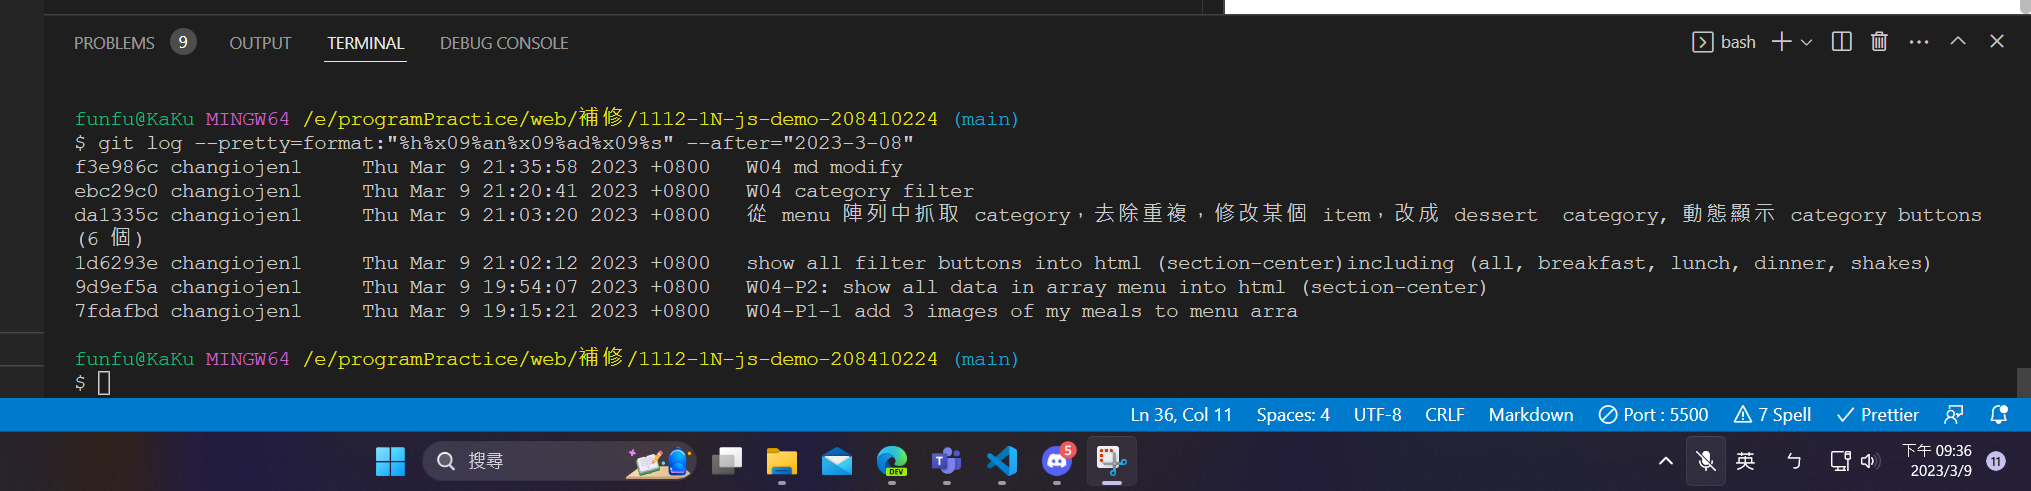 PROBLEMS 9 OUTPUT TERMINAL DEBUG CONSOLE bash
funfu@KaKu MINGW64 /e/programPractice/web/補修/1112-1N-js-demo-208410224 (main)
$ git log --pretty=format:"%h%x09%an%x09%ad%x09%s" --after="2023-3-08"
f3e986c changiojen1 Thu Mar 9 21:35:58 2023 +0800 W04 md modify
ebc29c0 changiojen1 Thu Mar 9 21:20:41 2023 +0800 W04 category filter
da1335c changiojen1 Thu Mar 9 21:03:20 2023 +0800 從 menu 陣列中抓取 category，去除重複，修改某個 item，改成 dessert  category, 動態顯示 category buttons
(6 個)
1d6293e changiojen1 Thu Mar 9 21:02:12 2023 +0800 show all filter buttons into html (section-center)including (all, breakfast, lunch, dinner, shakes)
9d9ef5a changiojen1 Thu Mar 9 19:54:07 2023 +0800 W04-P2: show all data in array menu into html (section-center)
7fdafbd changiojen1 Thu Mar 9 19:15:21 2023 +0800 W04-P1-1 add 3 images of my meals to menu arra
funfu@KaKu MINGW64 /e/programPractice/web/補修/1112-1N-js-demo-208410224 (main)
$
Ln 36, Col 11 Spaces: 4 UTF-8 CRLF Markdown Port : 5500 7 Spell Prettier
搜尋 DEV T 5 英 ㄅ 下午 09:36
2023/3/9 11